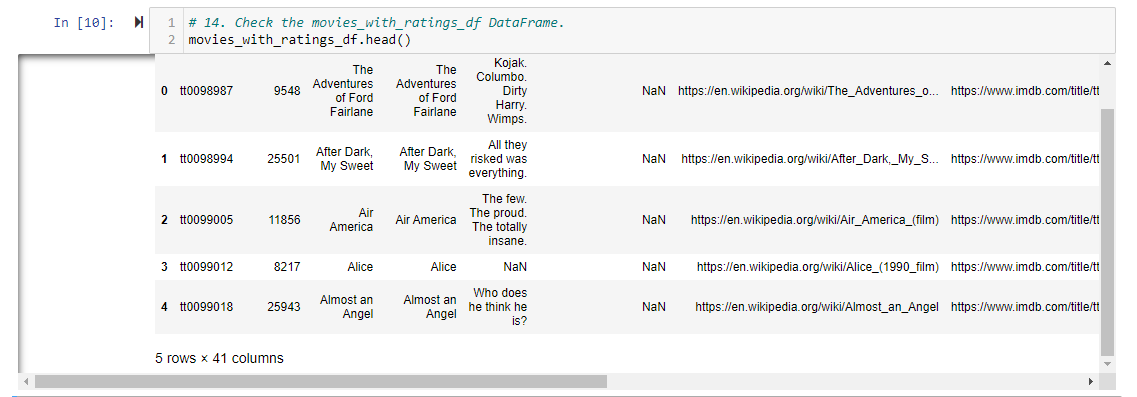 In [10]:
1 # 14. Check the movies_with_ratings_df DataFrame.
2 movies_with_ratings_df.head()
0 tt0098987 9548 The Adventures of Ford Fairlane The Adventures of Ford Fairlane Kojak. Columbo. Dirty Harry. Wimps. NaN https://en.wikipedia.org/wiki/The_Adventures_o... https://www.imdb.com/title/tt
1 tt0098994 25501 After Dark, My Sweet After Dark, My Sweet All they risked was everything. NaN https://en.wikipedia.org/wiki/After_Dark,_My_S... https://www.imdb.com/title/tt
2 tt0099005 11856 Air America Air America The few. The proud. The totally insane. NaN https://en.wikipedia.org/wiki/Air_America_(film) https://www.imdb.com/title/tt
3 tt0099012 8217 Alice Alice NaN NaN https://en.wikipedia.org/wiki/Alice_(1990_film) https://www.imdb.com/title/tt
4 tt0099018 25943 Almost an Angel Almost an Angel Who does he think he is? NaN https://en.wikipedia.org/wiki/Almost_an_Angel https://www.imdb.com/title/tt
5 rows × 41 columns